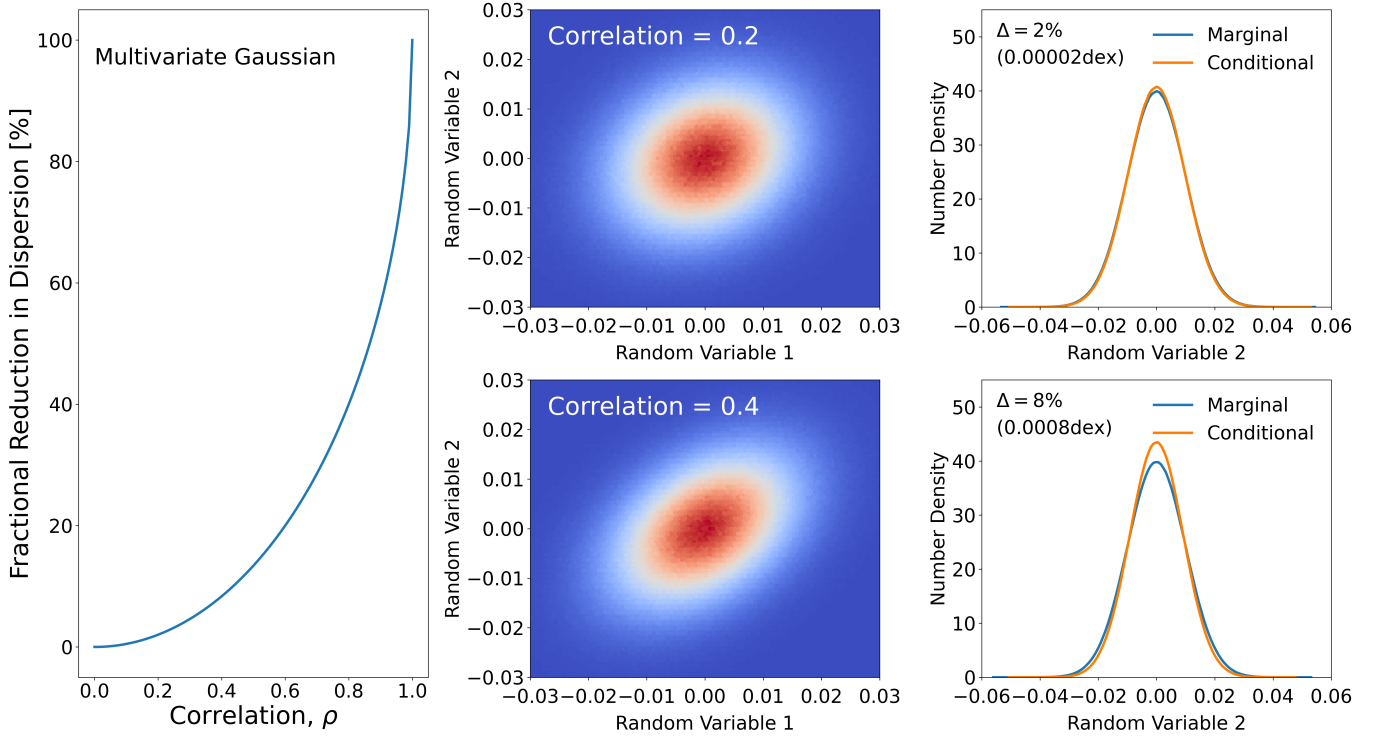 Fractional Reduction in Dispersion [%]
100
80
60
40
20
0
Multivariate Gaussian
0.0 0.2 0.4 0.6 0.8 1.0
Correlation, ρ
Random Variable 2
0.03
0.02
0.01
0.00
−0.01
−0.02
−0.03
Correlation = 0.2
−0.03 −0.02 −0.01 0.00 0.01 0.02 0.03
Random Variable 1
Number Density
50
40
30
20
10
0
Δ = 2%
(0.00002dex)
Marginal
Conditional
−0.06 −0.04 −0.02 0.00 0.02 0.04 0.06
Random Variable 2
Random Variable 2
0.03
0.02
0.01
0.00
−0.01
−0.02
−0.03
Correlation = 0.4
−0.03 −0.02 −0.01 0.00 0.01 0.02 0.03
Random Variable 1
Number Density
50
40
30
20
10
0
Δ = 8%
(0.0008dex)
Marginal
Conditional
−0.06 −0.04 −0.02 0.00 0.02 0.04 0.06
Random Variable 2